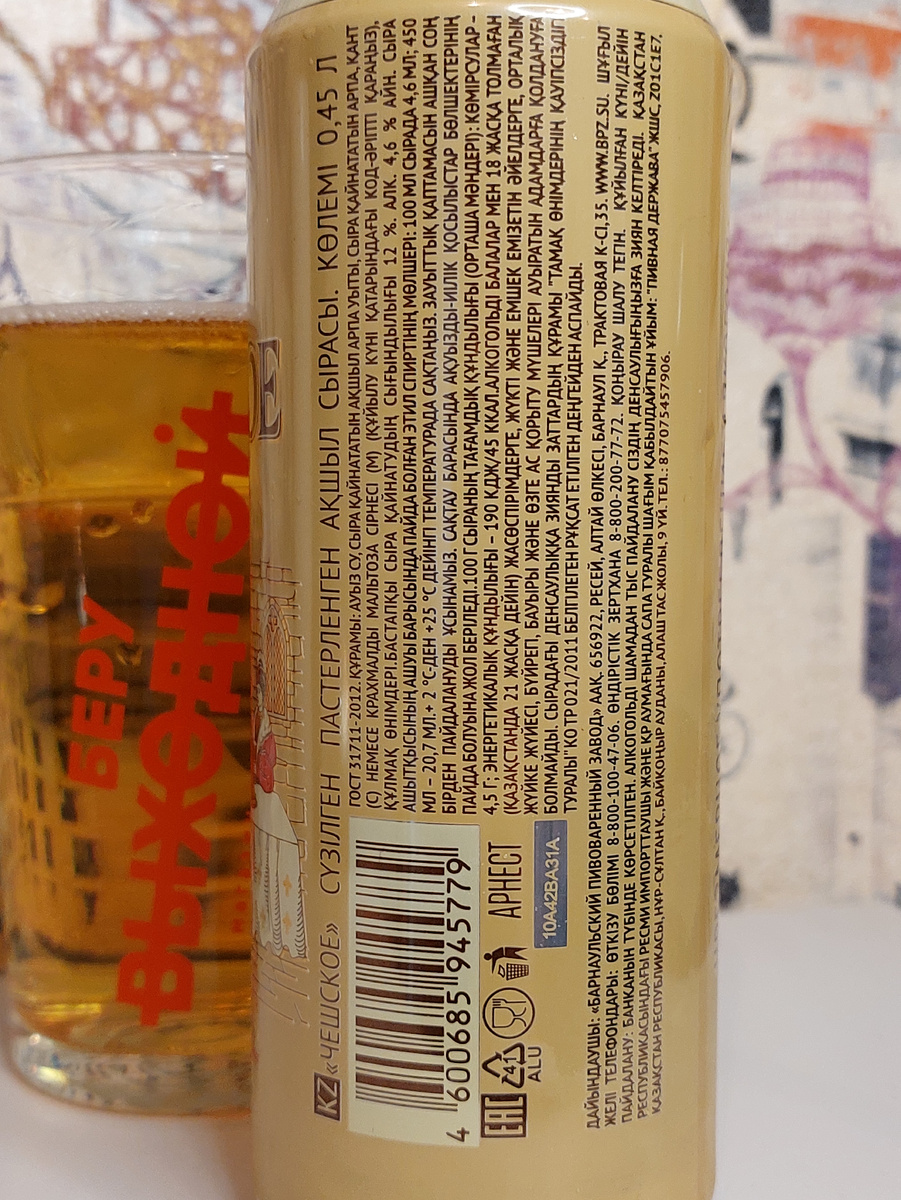 БЕРУ
ВЫХОДНОЙ
ОЕ
KZ «ЧЕШСКОЕ» СҮЗІЛГЕН ПАСТЕРЛЕНГЕН АҚШЫЛ СЫРАСЫ. КӨЛЕМІ 0,45 Л
ГОСТ 31711-2012. ҚҰРАМЫ: АУЫЗ СУ, СЫРА ҚАЙНАТАТЫН АҚШЫЛ АРПА УЫТЫ, СЫРА ҚАЙНАТАТЫН АРПА, ҚАНТ
(С) НЕМЕСЕ КРАХМАЛДЫ МАЛЬТОЗА СІРНЕСІ (М) (ҚҰЙЫЛУ КҮНІ ҚАТАРЫНДАҒЫ КОД-ӘРІПТІ ҚАРАҢЫЗ),
ҚҰЛМАҚ ӨНІМДЕРІ. БАСТАПҚЫ СЫРА ҚАЙНАТУДЫҢ СЫҒЫНДЫЛЫҒЫ 12 %. АЛК. 4,6 % АЙН. СЫРА
АШЫТҚЫСЫНЫҢ АШУЫ БАРЫСЫНДА ПАЙДА БОЛҒАН ЭТИЛ СПИРТІНІҢ МӨЛШЕРІ: 100 МЛ СЫРАДА 4,6 МЛ; 450
МЛ – 20,7 МЛ. + 2 °С-ДЕН +25 °С ДЕЙІНГІ ТЕМПЕРАТУРАДА САҚТАҢЫЗ. ЗАУЫТТЫҚ ҚАПТАМАСЫН АШҚАН СОҢ
БІРДЕН ПАЙДАЛАНУДЫ ҰСЫНАМЫЗ. САҚТАУ БАРАСЫНДА АҚУЫЗДЫ-ИЛІК ҚОСЫЛЫСТАР БӨЛШЕКТЕРІНІҢ
ПАЙДА БОЛУЫНА ЖОЛ БЕРІЛЕДІ. 100 Г СЫРАНЫҢ ТАҒАМДЫҚ ҚҰНДЫЛЫҒЫ (ОРТАША МӘНДЕРІ): КӨМІРСУЛАР –
4,5 Г; ЭНЕРГЕТИКАЛЫҚ ҚҰНДЫЛЫҒЫ – 190 КДЖ/45 ККАЛ. АЛКОГОЛЬДІ БАЛАЛАР МЕН 18 ЖАСҚА ТОЛМАҒАН
(ҚАЗАҚСТАНДА 21 ЖАСҚА ДЕЙІН) ЖАСӨСПІРІМДЕРГЕ, ЖҮКТІ ЖӘНЕ ЕМШЕК ЕМІЗЕТІН ӘЙЕЛДЕРГЕ, ОРТАЛЫҚ
ЖҮЙКЕ ЖҮЙЕСІ, БҮЙРЕП, БАУЫРЫ ЖӘНЕ ӨЗГЕ АС ҚОРЫТУ МҮШЕЛЕРІ АУЫРАТЫН АДАМДАРҒА ҚОЛДАНУҒА
БОЛМАЙДЫ. СЫРАДАҒЫ ДЕНСАУЛЫҚҚА ЗИЯНДЫ ЗАТТАРДЫҢ ҚҰРАМЫ "ТАМАҚ ӨНІМДЕРІНІҢ ҚАУІПСІЗДІГІ
ТУРАЛЫ" КО ТР 021/2011 БЕЛГІЛЕГЕН РҰҚСАТ ЕТІЛГЕН ДЕҢГЕЙДЕН АСПАЙДЫ.
4 600685 945779
EAC 41 ALU АРНЕСТ
10A42BA31A
ДАЙЫНДАУШЫ: «БАРНАУЛЬСКИЙ ПИВОВАРЕННЫЙ ЗАВОД» ААҚ, 656922, РЕСЕЙ, АЛТАЙ ӨЛКЕСІ, БАРНАУЛ Қ., ТРАКТОВАЯ К-СІ, 35. WWW.BPZ.SU. ШҰҒЫЛ
ЖЕЛІ ТЕЛЕФОНДАРЫ: ӨТКІЗУ БӨЛІМІ 8-800-100-47-06. ӨНДІРІСТІК ЗЕРТХАНА 8-800-200-77-72. ҚОҢЫРАУ ШАЛУ ТЕГІН. ҚҰЙЫЛҒАН КҮНІ/ДЕЙІН
ПАЙДАЛАНУ: БАНКАНЫҢ ТҮБІНДЕ КӨРСЕТІЛГЕН. АЛКОГОЛЬДІ ШАМАДАН ТЫС ПАЙДАЛАНУ СІЗДІҢ ДЕНСАУЛЫҒЫҢЫЗҒА ЗИЯН КЕЛТІРЕДІ. ҚАЗАҚСТАН
РЕСПУБЛИКАСЫНДАҒЫ РЕСМИ ИМПОРТТАУШЫ ЖӘНЕ ҚР АУМАҒЫНДА САПА ТУРАЛЫ ШАҒЫМ ҚАБЫЛДАЙТЫН ҰЙЫМ: "ПИВНАЯ ДЕРЖАВА" ЖШС, 201С1Е7,
ҚАЗАҚСТАН РЕСПУБЛИКАСЫ, НҰР-СҰЛТАН Қ., БАЙҚОҢЫР АУДАНЫ, АЛАШ ТАС ЖОЛЫ, 9 ҮЙ. ТЕЛ.: 87707545 7906.